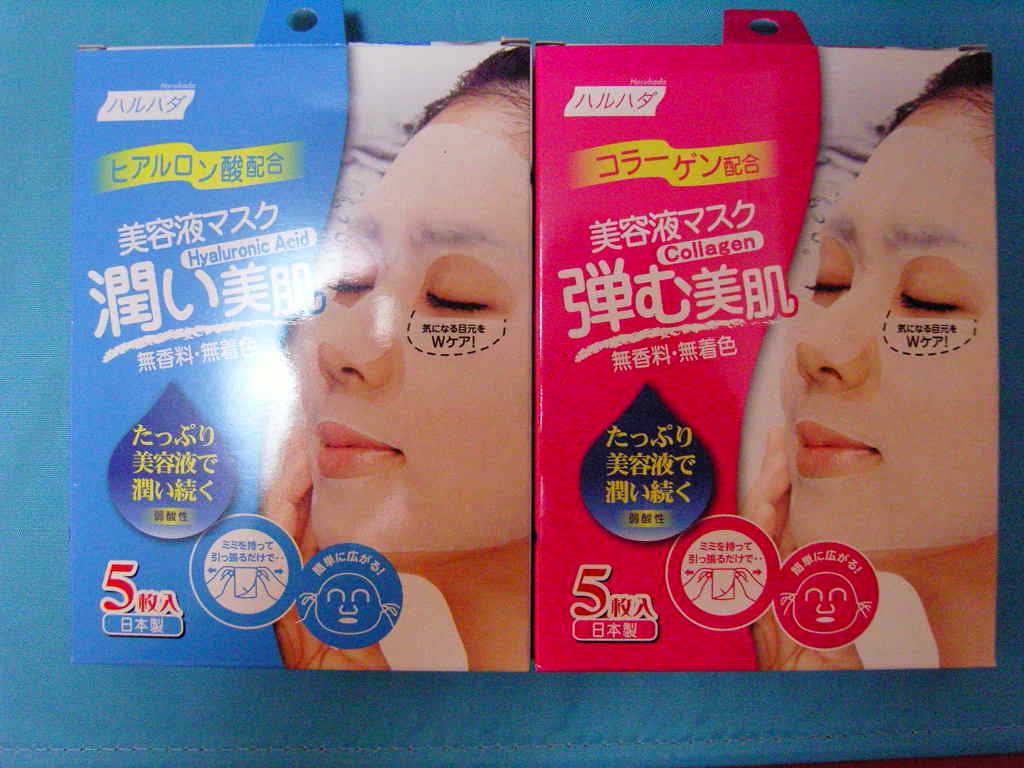 Haruhada
ハルハダ
ヒアルロン酸配合
美容液マスク
Hyaluronic Acid
潤い美肌
無香料・無着色
気になる目元を
Wケア!
たっぷり
美容液で
潤い続く
弱酸性
ミミを持って
引っ張るだけで・・
簡単に広がる!
5枚入
日本製
Haruhada
ハルハダ
コラーゲン配合
美容液マスク
Collagen
弾む美肌
無香料・無着色
気になる目元を
Wケア!
たっぷり
美容液で
潤い続く
弱酸性
ミミを持って
引っ張るだけで・・
簡単に広がる!
5枚入
日本製